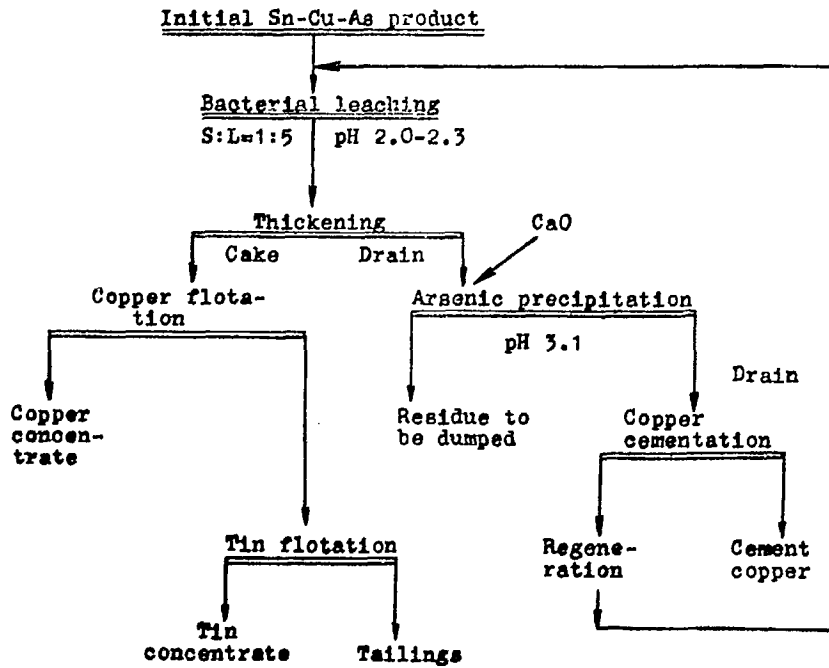 Initial Sn-Cu-As product
Bacterial leaching
S:L=1:5 pH 2.0-2.3
Thickening
CaO
Cake Drain
Copper flota-
tion
Arsenic precipitation
pH 3.1
Drain
Copper
concen-
trate
Residue to
be dumped
Copper
cementation
Tin flotation
Regene-
ration
Cement
copper
Tin
concentrate
Tailings